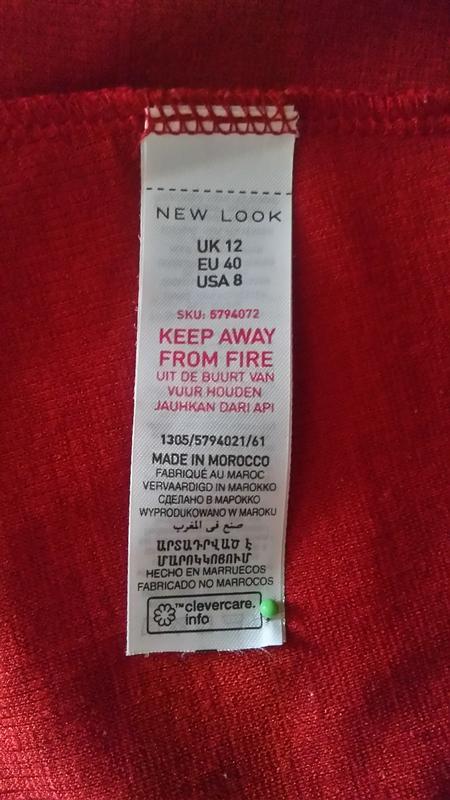 NEW LOOK
UK 12
EU 40
USA 8
SKU: 5794072
KEEP AWAY
FROM FIRE
UIT DE BUURT VAN
VUUR HOUDEN
JAUHKAN DARI API
1305/5794021/61
MADE IN MOROCCO
FABRIQUÉ AU MAROC
VERVAARDIGD IN MAROKKO
СДЕЛАНО В МАРОККО
WYPRODUKOWANO W MAROKU
صنع في المغرب
ԱՐՏԱԴՐՎԱԾ Է
ՄԱՐՈԿԿՈՅՈՒՄ
HECHO EN MARRUECOS
FABRICADO NO MARROCOS
™clevercare.
info